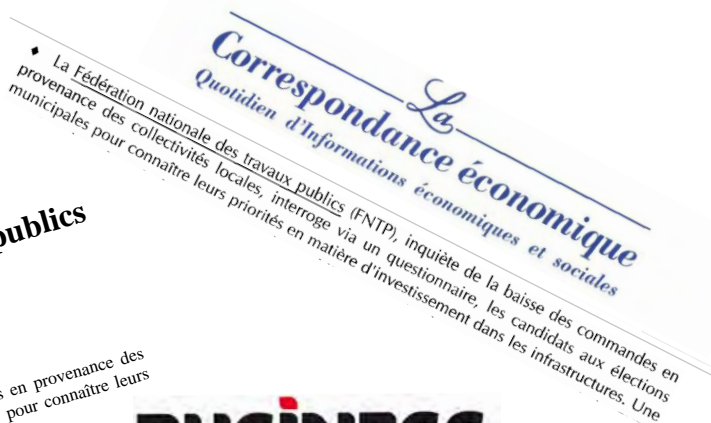 La
Correspondance économique
Quotidien d'Informations économiques et sociales
♦ La Fédération nationale des travaux publics (FNTP), inquiète de la baisse des commandes en
provenance des collectivités locales, interroge via un questionnaire, les candidats aux élections
municipales pour connaître leurs priorités en matière d'investissement dans les infrastructures. Une
publics
en provenance des
pour connaître leurs
BUSINESS